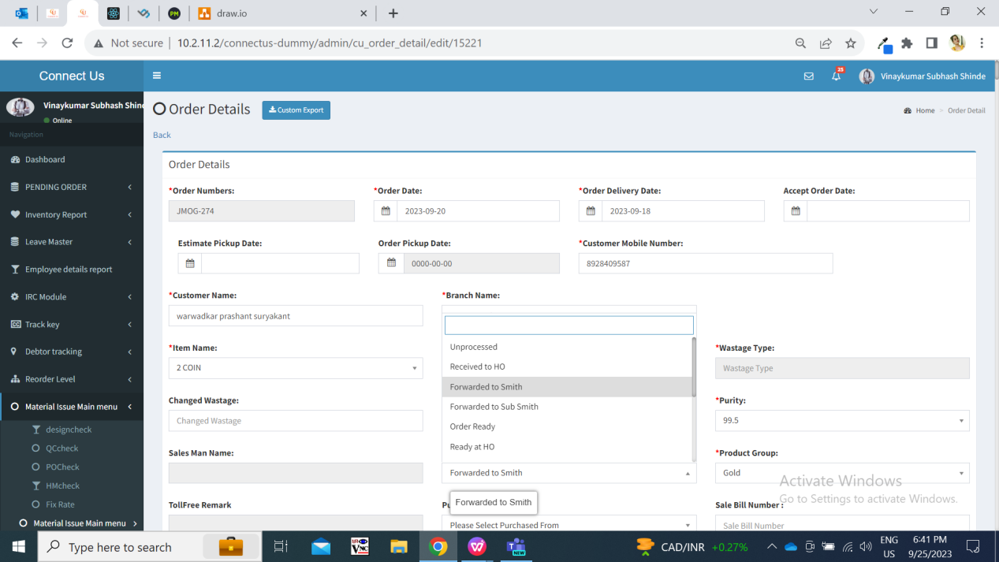 PM
draw.io
Not secure
10.2.11.2/connectus-dummy/admin/cu_order_detail/edit/15221
Connect Us
25
Vinaykumar Subhash Shinde
Vinaykumar Subhash Shind
Online
Navigation
Dashboard
PENDING ORDER
Inventory Report
Leave Master
Employee details report
IRC Module
Track key
Debtor tracking
Reorder Level
Material Issue Main menu
designcheck
QCcheck
POCheck
HMcheck
Fix Rate
Material Issue Main menu
Order Details
Custom Export
Home > Order Detail
Back
Order Details
*Order Numbers:
*Order Date:
*Order Delivery Date:
Accept Order Date:
JMOG-274
2023-09-20
2023-09-18
Estimate Pickup Date:
Order Pickup Date:
*Customer Mobile Number:
0000-00-00
8928409587
*Customer Name:
*Branch Name:
warwadkar prashant suryakant
*Item Name:
*Wastage Type:
2 COIN
Wastage Type
Unprocessed
Received to HO
Forwarded to Smith
Forwarded to Sub Smith
Order Ready
Ready at HO
Forwarded to Smith
Forwarded to Smith
Changed Wastage:
*Purity:
Changed Wastage
99.5
Sales Man Name:
*Product Group:
Gold
TollFree Remark
Sale Bill Number :
Please Select Purchased From
Sale Bill Number
Activate Windows
Go to Settings to activate Windows.
Type here to search
VNC
NEW
CAD/INR +0.27%
ENG
US
6:41 PM
9/25/2023